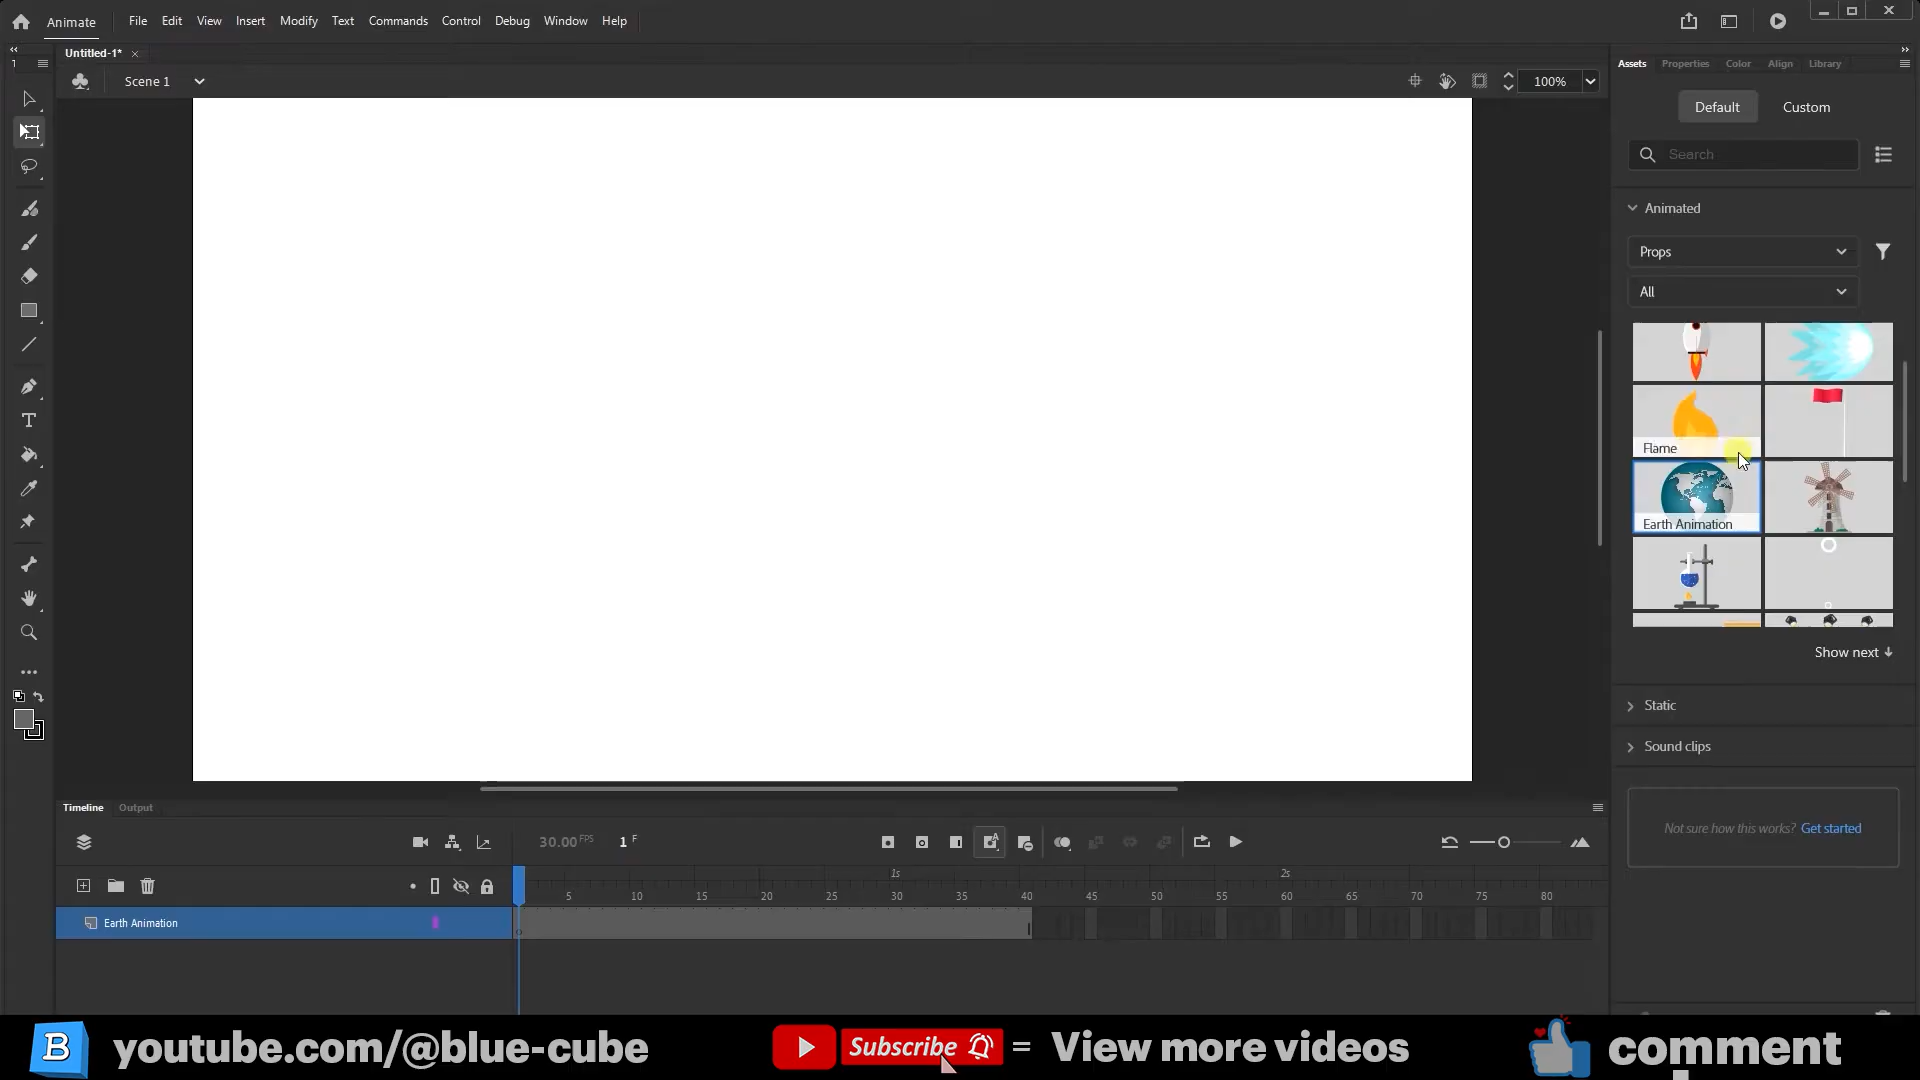 Animate File Edit View Insert Modify Text Commands Control Debug Window Help
Untitled-1*
Scene 1 100%
Assets Properties Color Align Library
Default Custom
Search
Animated
Props
All
Flame
Earth Animation
Show next
Static
Sound clips
Not sure how this works? Get started
Timeline Output
30.00 FPS 1 F
1s 2s
5 10 15 20 25 30 35 40 45 50 55 60 65 70 75 80
Earth Animation
B youtube.com/@blue-cube Subscribe = View more videos comment